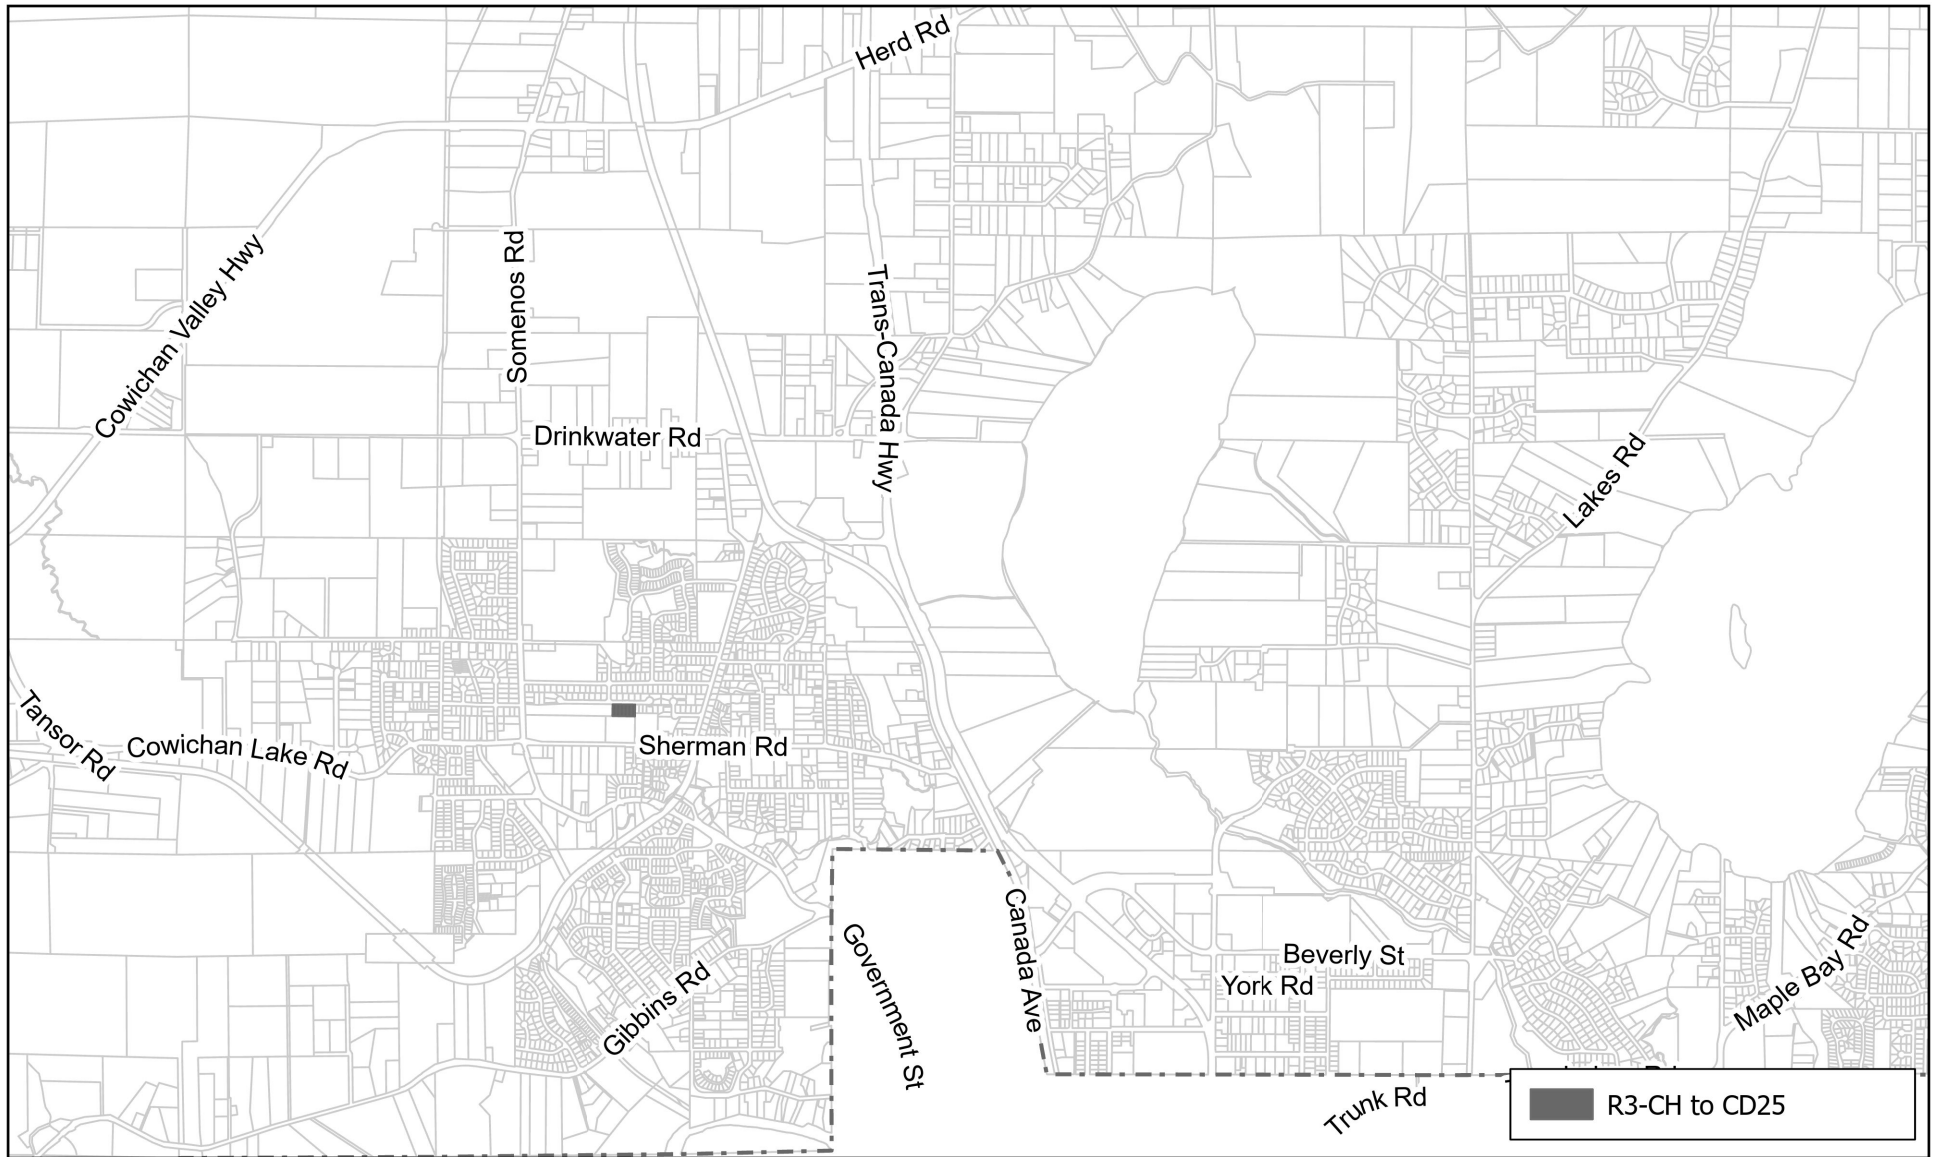 Herd Rd
Cowichan Valley Hwy
Somenos Rd
Trans-Canada Hwy
Drinkwater Rd
Lakes Rd
Tansor Rd
Cowichan Lake Rd
Sherman Rd
Canada Ave
Government St
Gibbins Rd
Beverly St
York Rd
Maple Bay Rd
Trunk Rd
R3-CH to CD25